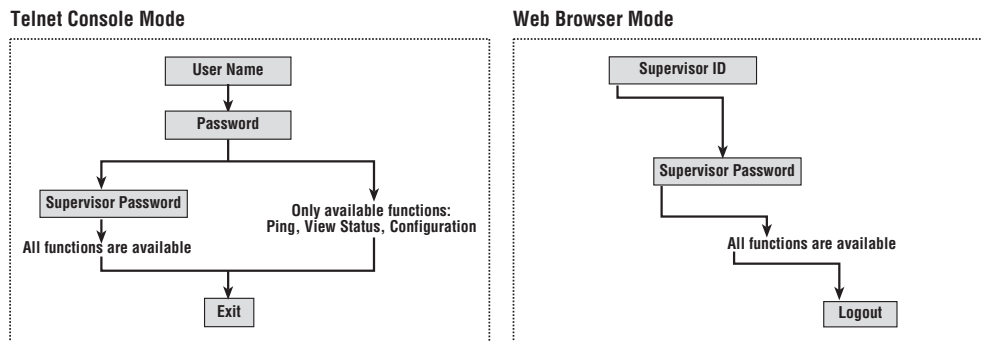 Telnet Console Mode
User Name
Password
Supervisor Password
All functions are available
Only available functions:
Ping, View Status, Configuration
Exit
Web Browser Mode
Supervisor ID
Supervisor Password
All functions are available
Logout